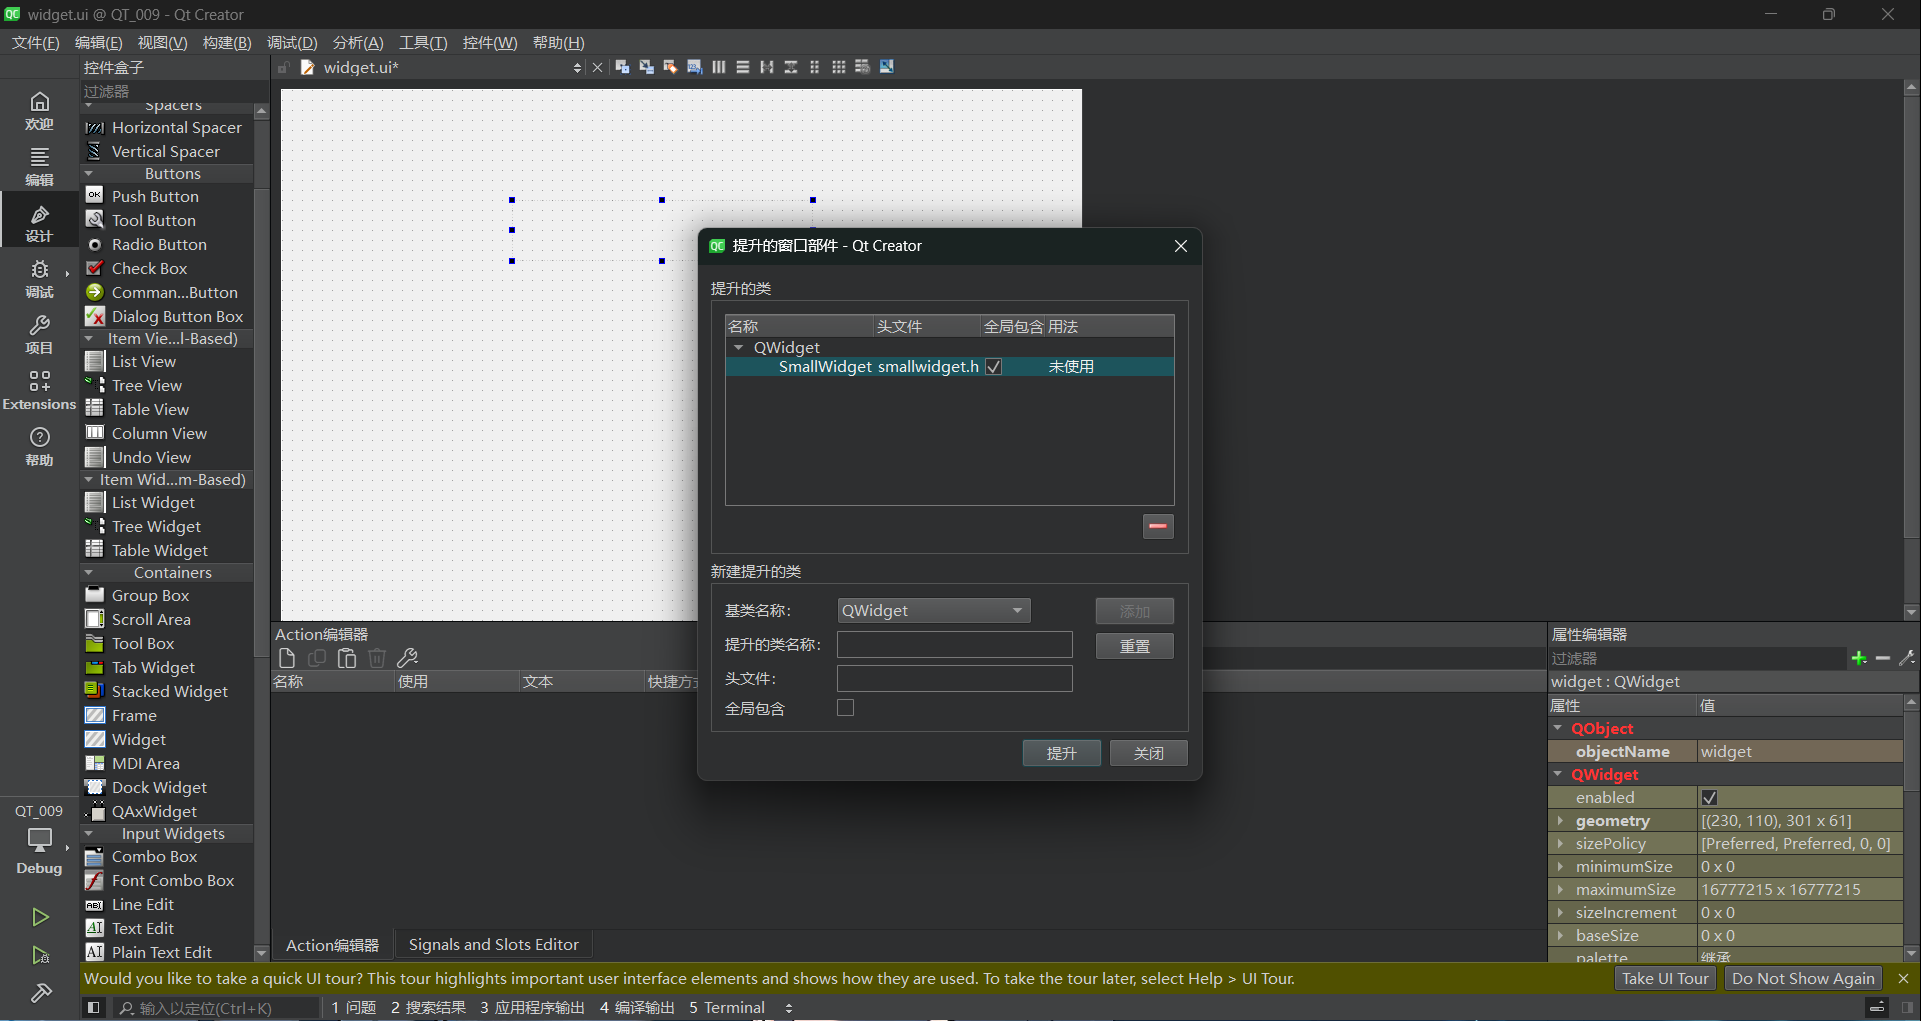 widget.ui @ QT_009 - Qt Creator
文件(F) 编辑(E) 视图(V) 构建(B) 调试(D) 分析(A) 工具(T) 控件(W) 帮助(H)
控件盒子
widget.ui*
过滤器
欢迎
编辑
设计
调试
项目
Extensions
帮助
QT_009
Debug
Spacers
Horizontal Spacer
Vertical Spacer
Buttons
Push Button
Tool Button
Radio Button
Check Box
Comman...Button
Dialog Button Box
Item Vie...l-Based)
List View
Tree View
Table View
Column View
Undo View
Item Wid...m-Based)
List Widget
Tree Widget
Table Widget
Containers
Group Box
Scroll Area
Tool Box
Tab Widget
Stacked Widget
Frame
Widget
MDI Area
Dock Widget
QAxWidget
Input Widgets
Combo Box
Font Combo Box
Line Edit
Text Edit
Plain Text Edit
提升的窗口部件 - Qt Creator
提升的类
名称 头文件 全局包含 用法
QWidget
SmallWidget smallwidget.h 未使用
新建提升的类
基类名称: QWidget 添加
提升的类名称: 重置
头文件:
全局包含
提升 关闭
Action编辑器
名称 使用 文本 快捷方式
Action编辑器 Signals and Slots Editor
属性编辑器
过滤器
widget : QWidget
属性 值
QObject
objectName widget
QWidget
enabled
geometry [(230, 110), 301 x 61]
sizePolicy [Preferred, Preferred, 0, 0]
minimumSize 0 x 0
maximumSize 16777215 x 16777215
sizeIncrement 0 x 0
baseSize 0 x 0
palette 继承
Would you like to take a quick UI tour? This tour highlights important user interface elements and shows how they are used. To take the tour later, select Help > UI Tour. Take UI Tour Do Not Show Again
输入以定位(Ctrl+K) 1 问题 2 搜索结果 3 应用程序输出 4 编译输出 5 Terminal